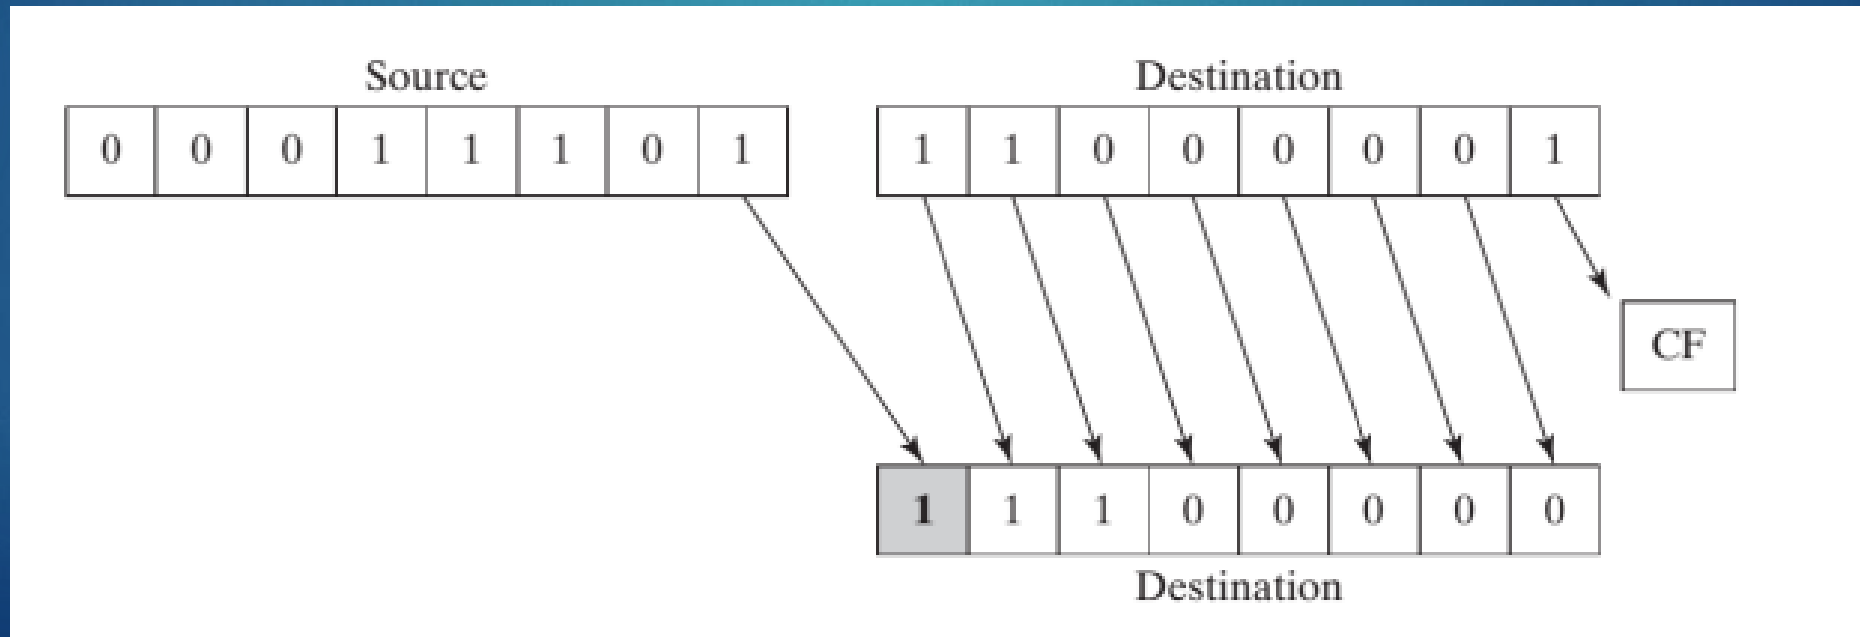 Source Destination
0 0 0 1 1 1 0 1 1 1 0 0 0 0 0 1
CF
1 1 1 0 0 0 0 0
Destination